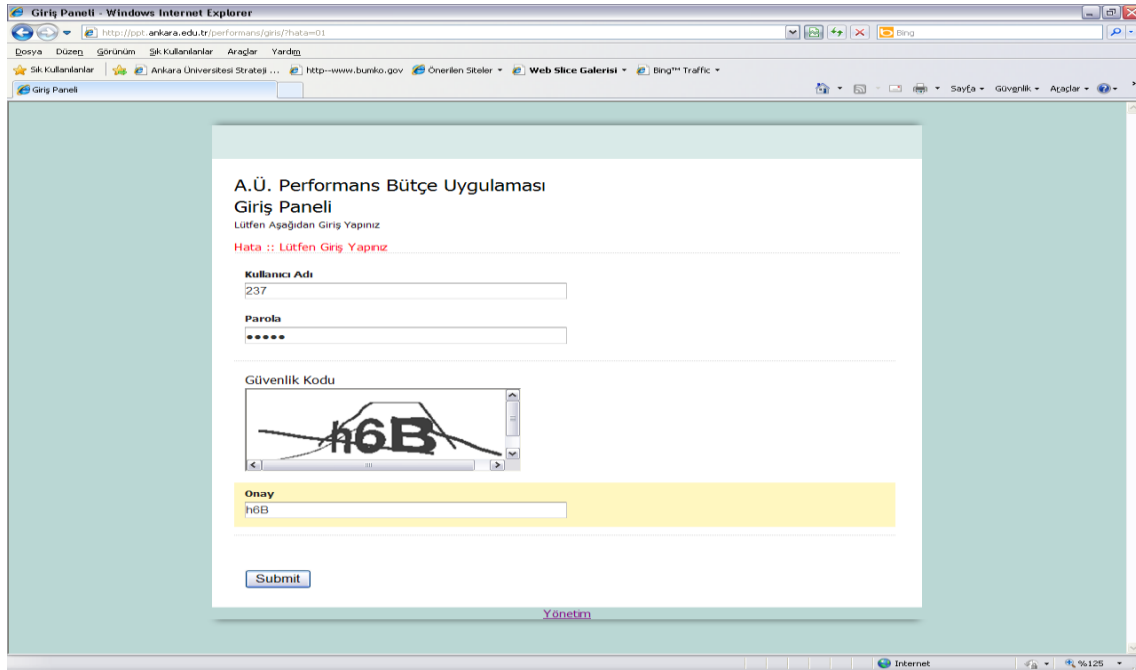 Giriş Paneli - Windows Internet Explorer
http://ppt.ankara.edu.tr/performans/giris/?hata=01
Bing
Dosya Düzen Görünüm Sık Kullanılanlar Araçlar Yardım
Sık Kullanılanlar Ankara Üniversitesi Strateji ... http--www.bumko.gov Önerilen Siteler Web Slice Galerisi Bing™ Traffic
Giriş Paneli Sayfa Güvenlik Araçlar
A.Ü. Performans Bütçe Uygulaması
Giriş Paneli
Lütfen Aşağıdan Giriş Yapınız
Hata :: Lütfen Giriş Yapınız
Kullanıcı Adı
237
Parola
•••••
Güvenlik Kodu
h6B
Onay
h6B
Submit
Yönetim
Internet %125